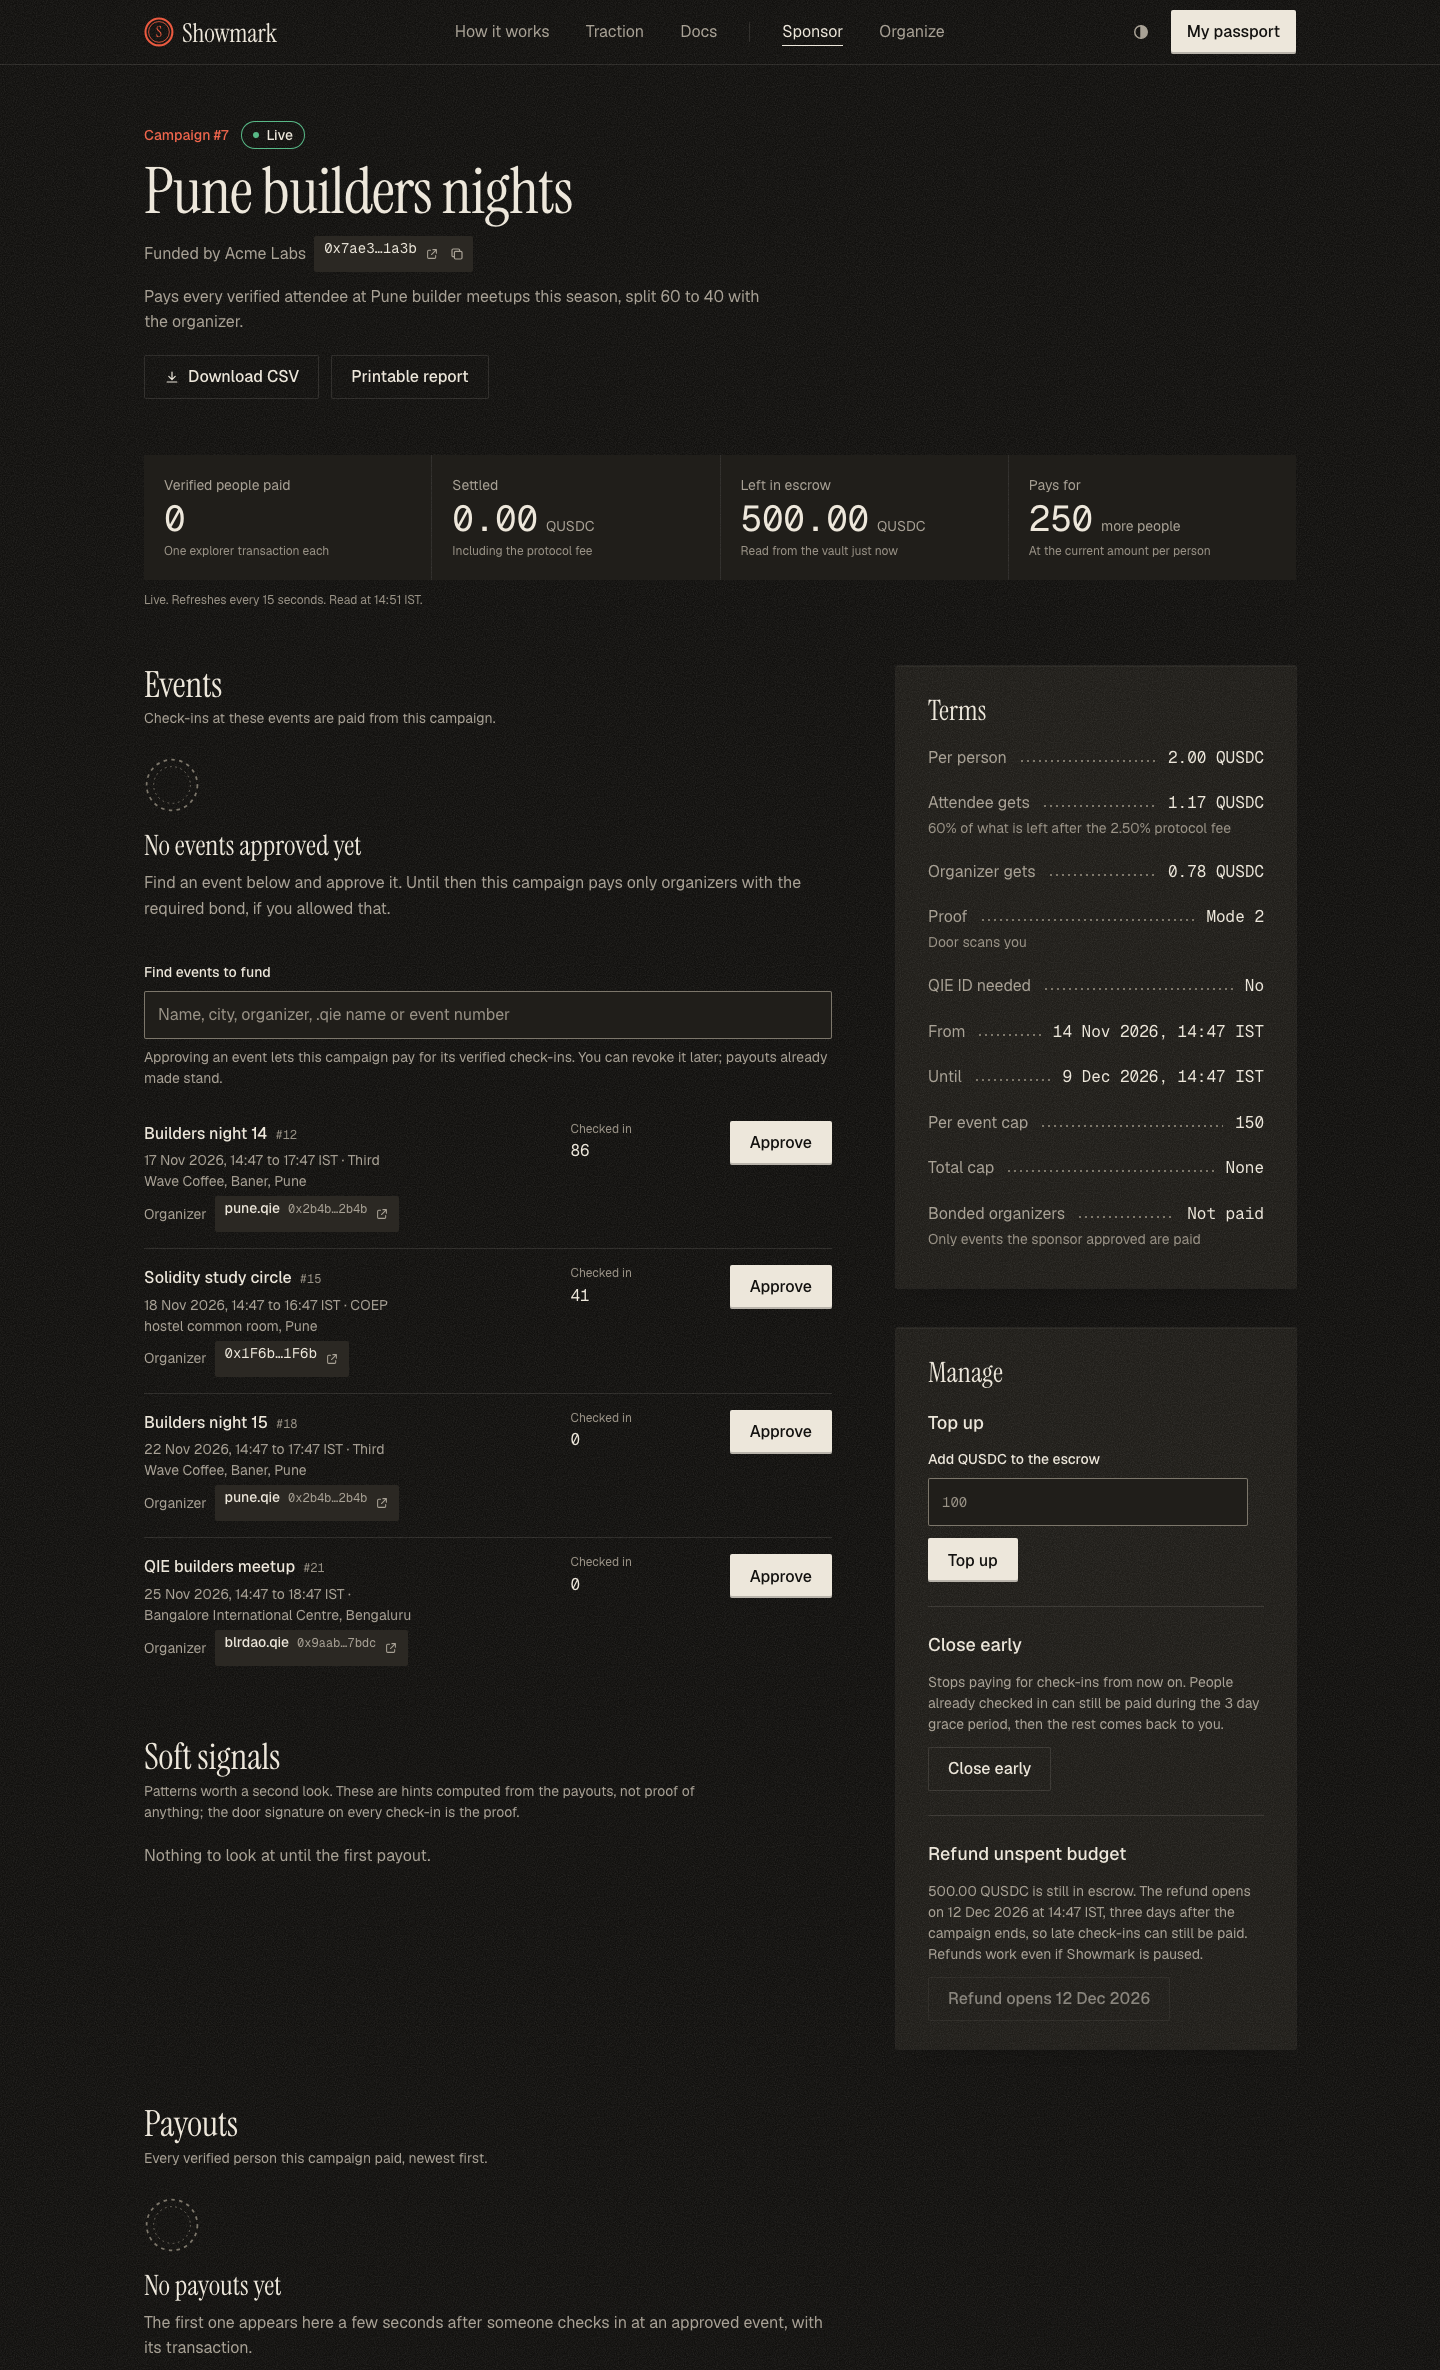 S Showmark
How it works
Traction
Docs
Sponsor
Organize
My passport
Campaign #7
Live
Pune builders nights
Funded by Acme Labs 0x7ae3…1a3b
Pays every verified attendee at Pune builder meetups this season, split 60 to 40 with
the organizer.
Download CSV
Printable report
Verified people paid
0
One explorer transaction each
Settled
0.00 QUSDC
Including the protocol fee
Left in escrow
500.00 QUSDC
Read from the vault just now
Pays for
250 more people
At the current amount per person
Live. Refreshes every 15 seconds. Read at 14:51 IST.
Events
Check-ins at these events are paid from this campaign.
No events approved yet
Find an event below and approve it. Until then this campaign pays only organizers with the
required bond, if you allowed that.
Find events to fund
Name, city, organizer, .qie name or event number
Approving an event lets this campaign pay for its verified check-ins. You can revoke it later; payouts already
made stand.
Builders night 14 #12
17 Nov 2026, 14:47 to 17:47 IST · Third
Wave Coffee, Baner, Pune
Organizer pune.qie 0x2b4b…2b4b
Checked in
86
Approve
Solidity study circle #15
18 Nov 2026, 14:47 to 16:47 IST · COEP
hostel common room, Pune
Organizer 0x1F6b…1F6b
Checked in
41
Approve
Builders night 15 #18
22 Nov 2026, 14:47 to 17:47 IST · Third
Wave Coffee, Baner, Pune
Organizer pune.qie 0x2b4b…2b4b
Checked in
0
Approve
QIE builders meetup #21
25 Nov 2026, 14:47 to 18:47 IST ·
Bangalore International Centre, Bengaluru
Organizer blrdao.qie 0x9aab…7bdc
Checked in
0
Approve
Soft signals
Patterns worth a second look. These are hints computed from the payouts, not proof of
anything; the door signature on every check-in is the proof.
Nothing to look at until the first payout.
Terms
Per person 2.00 QUSDC
Attendee gets 1.17 QUSDC
60% of what is left after the 2.50% protocol fee
Organizer gets 0.78 QUSDC
Proof Mode 2
Door scans you
QIE ID needed No
From 14 Nov 2026, 14:47 IST
Until 9 Dec 2026, 14:47 IST
Per event cap 150
Total cap None
Bonded organizers Not paid
Only events the sponsor approved are paid
Manage
Top up
Add QUSDC to the escrow
100
Top up
Close early
Stops paying for check-ins from now on. People
already checked in can still be paid during the 3 day
grace period, then the rest comes back to you.
Close early
Refund unspent budget
500.00 QUSDC is still in escrow. The refund opens
on 12 Dec 2026 at 14:47 IST, three days after the
campaign ends, so late check-ins can still be paid.
Refunds work even if Showmark is paused.
Refund opens 12 Dec 2026
Payouts
Every verified person this campaign paid, newest first.
No payouts yet
The first one appears here a few seconds after someone checks in at an approved event, with
its transaction.